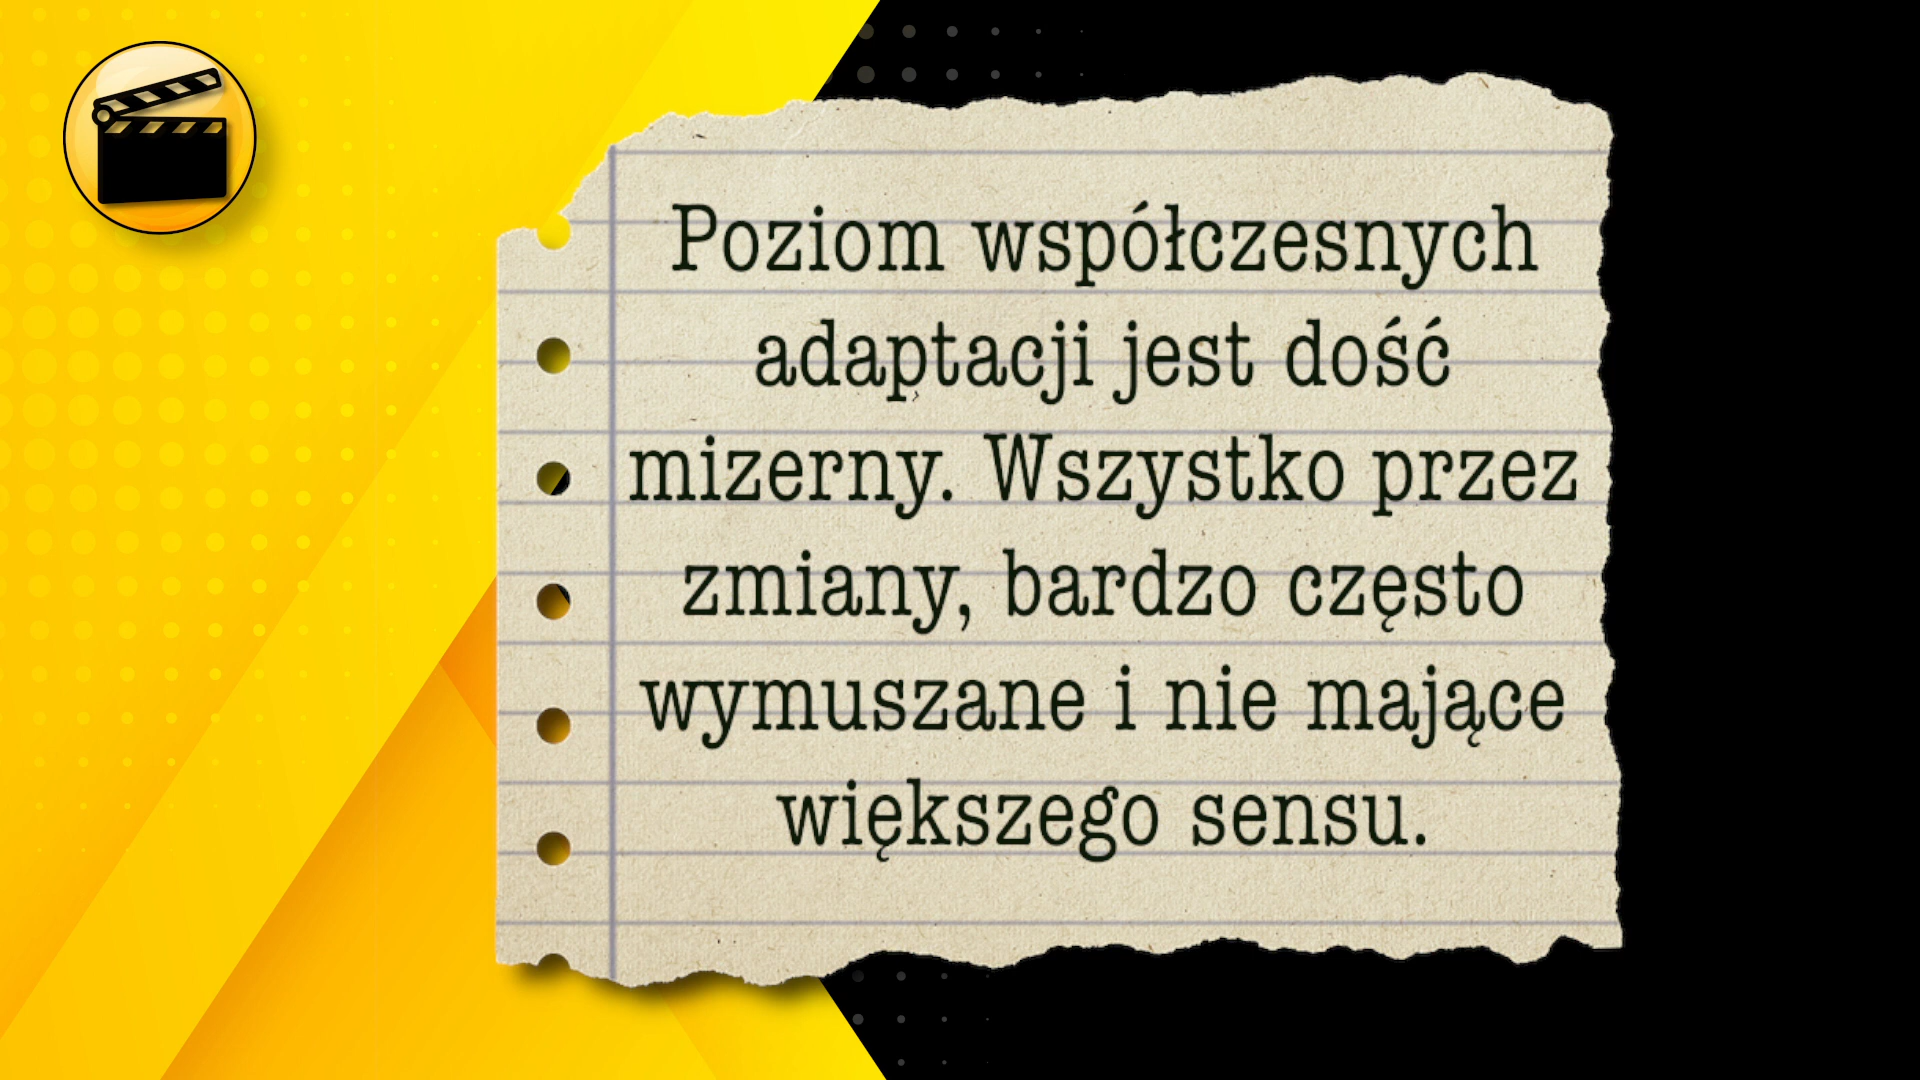 Poziom współczesnych
adaptacji jest dość
mizerny. Wszystko przez
zmiany, bardzo często
wymuszane i nie mające
większego sensu.